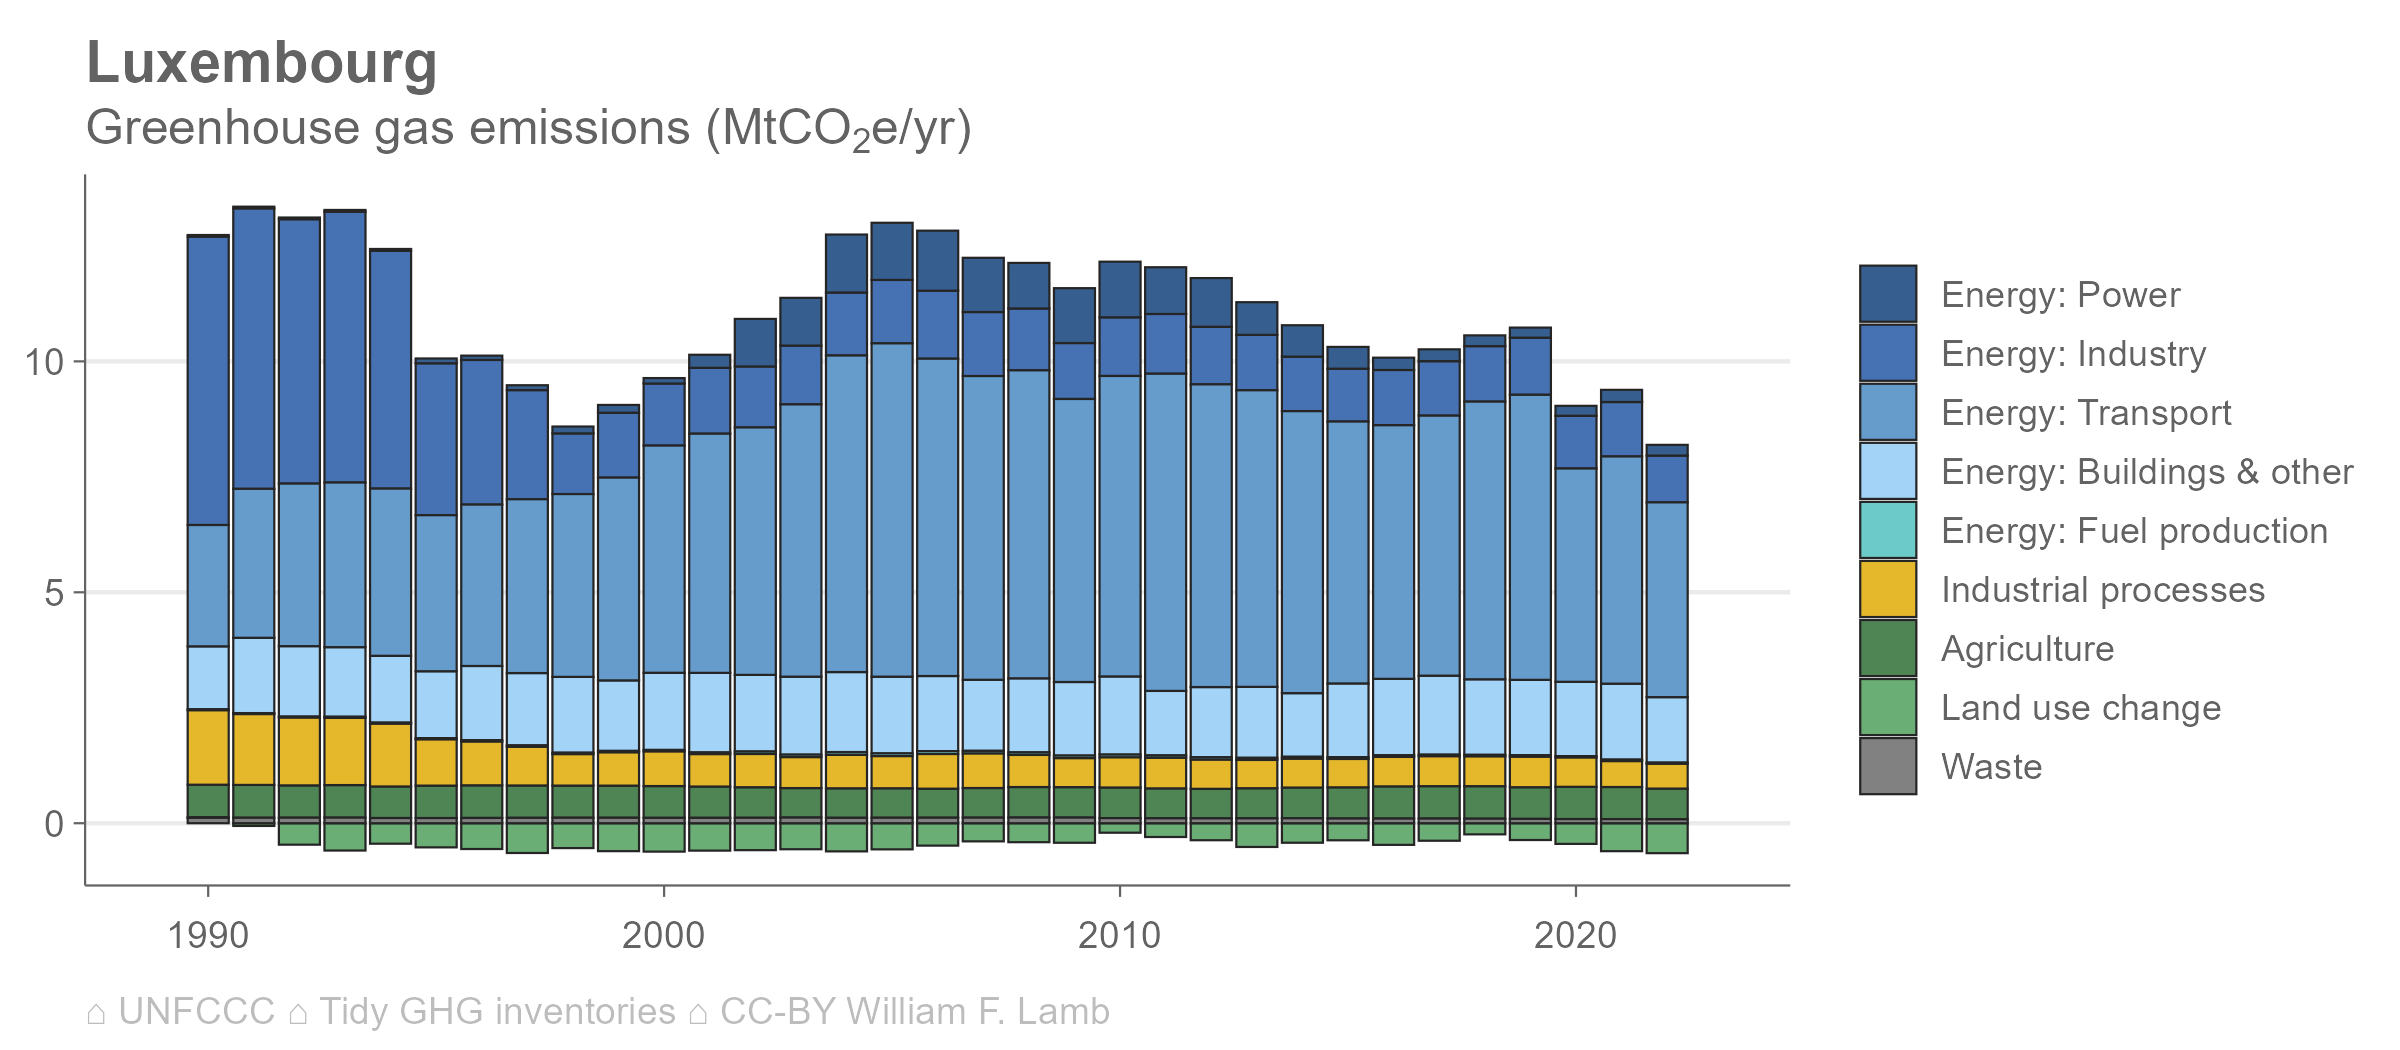 Luxembourg
Greenhouse gas emissions (MtCO₂e/yr)
10
5
0
1990
2000
2010
2020
Energy: Power
Energy: Industry
Energy: Transport
Energy: Buildings & other
Energy: Fuel production
Industrial processes
Agriculture
Land use change
Waste
⌂ UNFCCC ⌂ Tidy GHG inventories ⌂ CC-BY William F. Lamb